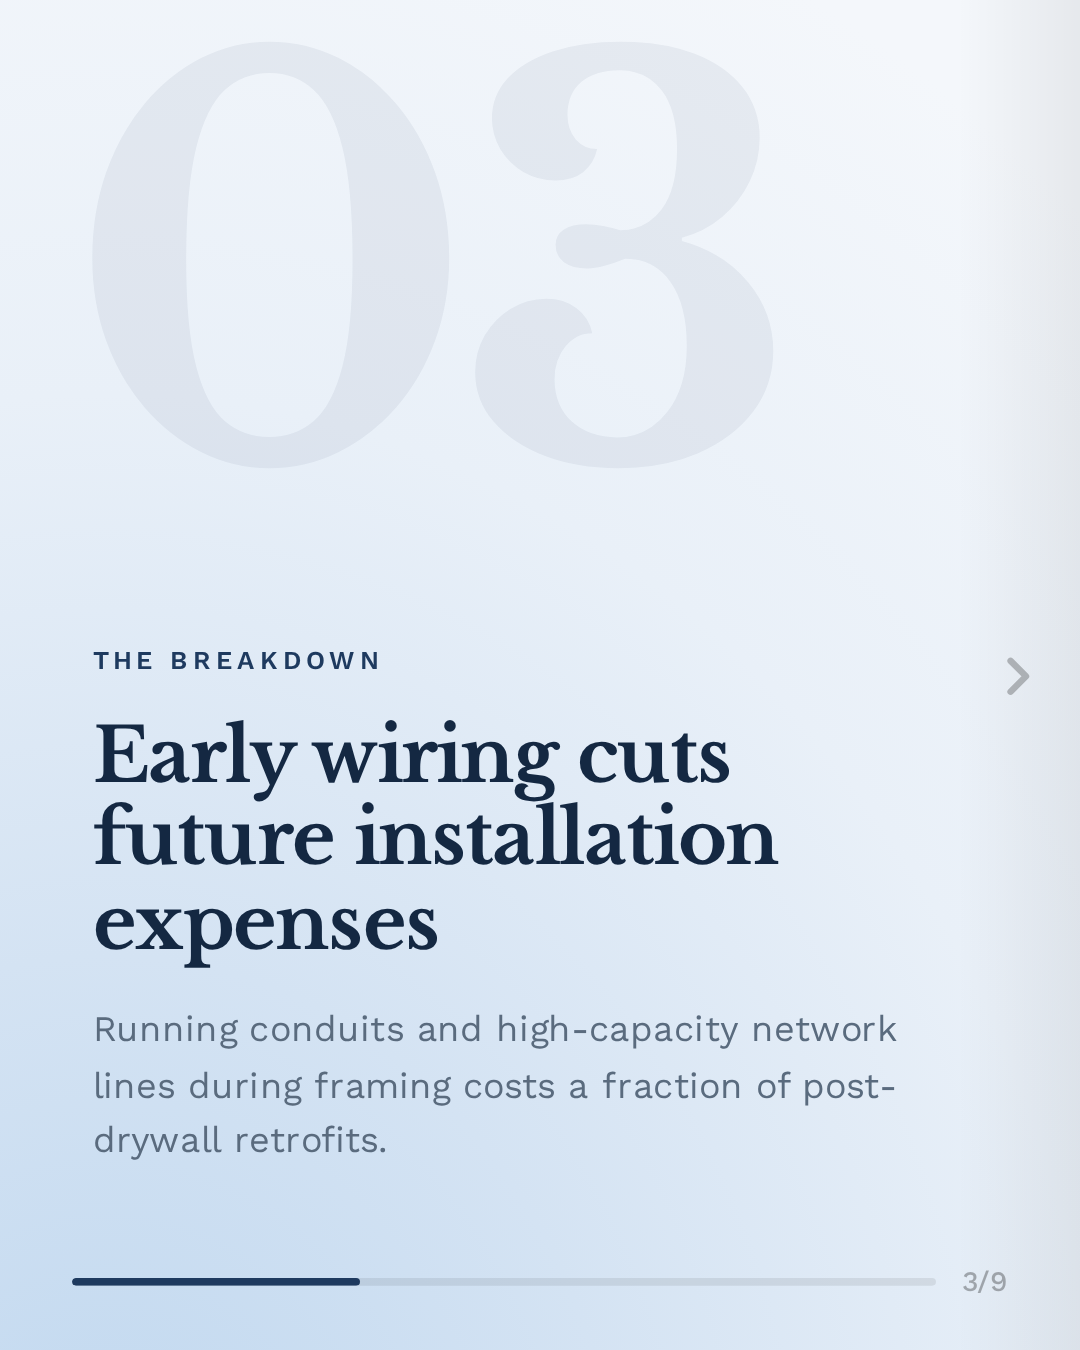 03
THE BREAKDOWN
Early wiring cuts
future installation
expenses
Running conduits and high-capacity network
lines during framing costs a fraction of post-
drywall retrofits.
3/9